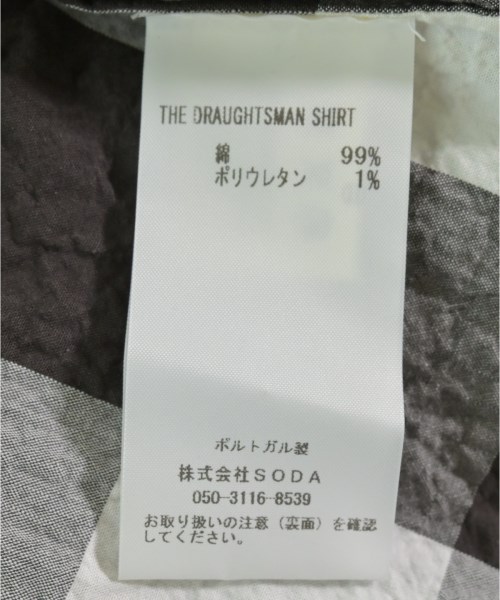 THE DRAUGHTSMAN SHIRT
綿 99%
ポリウレタン 1%
ポルトガル製
株式会社SODA
050-3116-8539
お取り扱いの注意(裏面)を確認
してください。